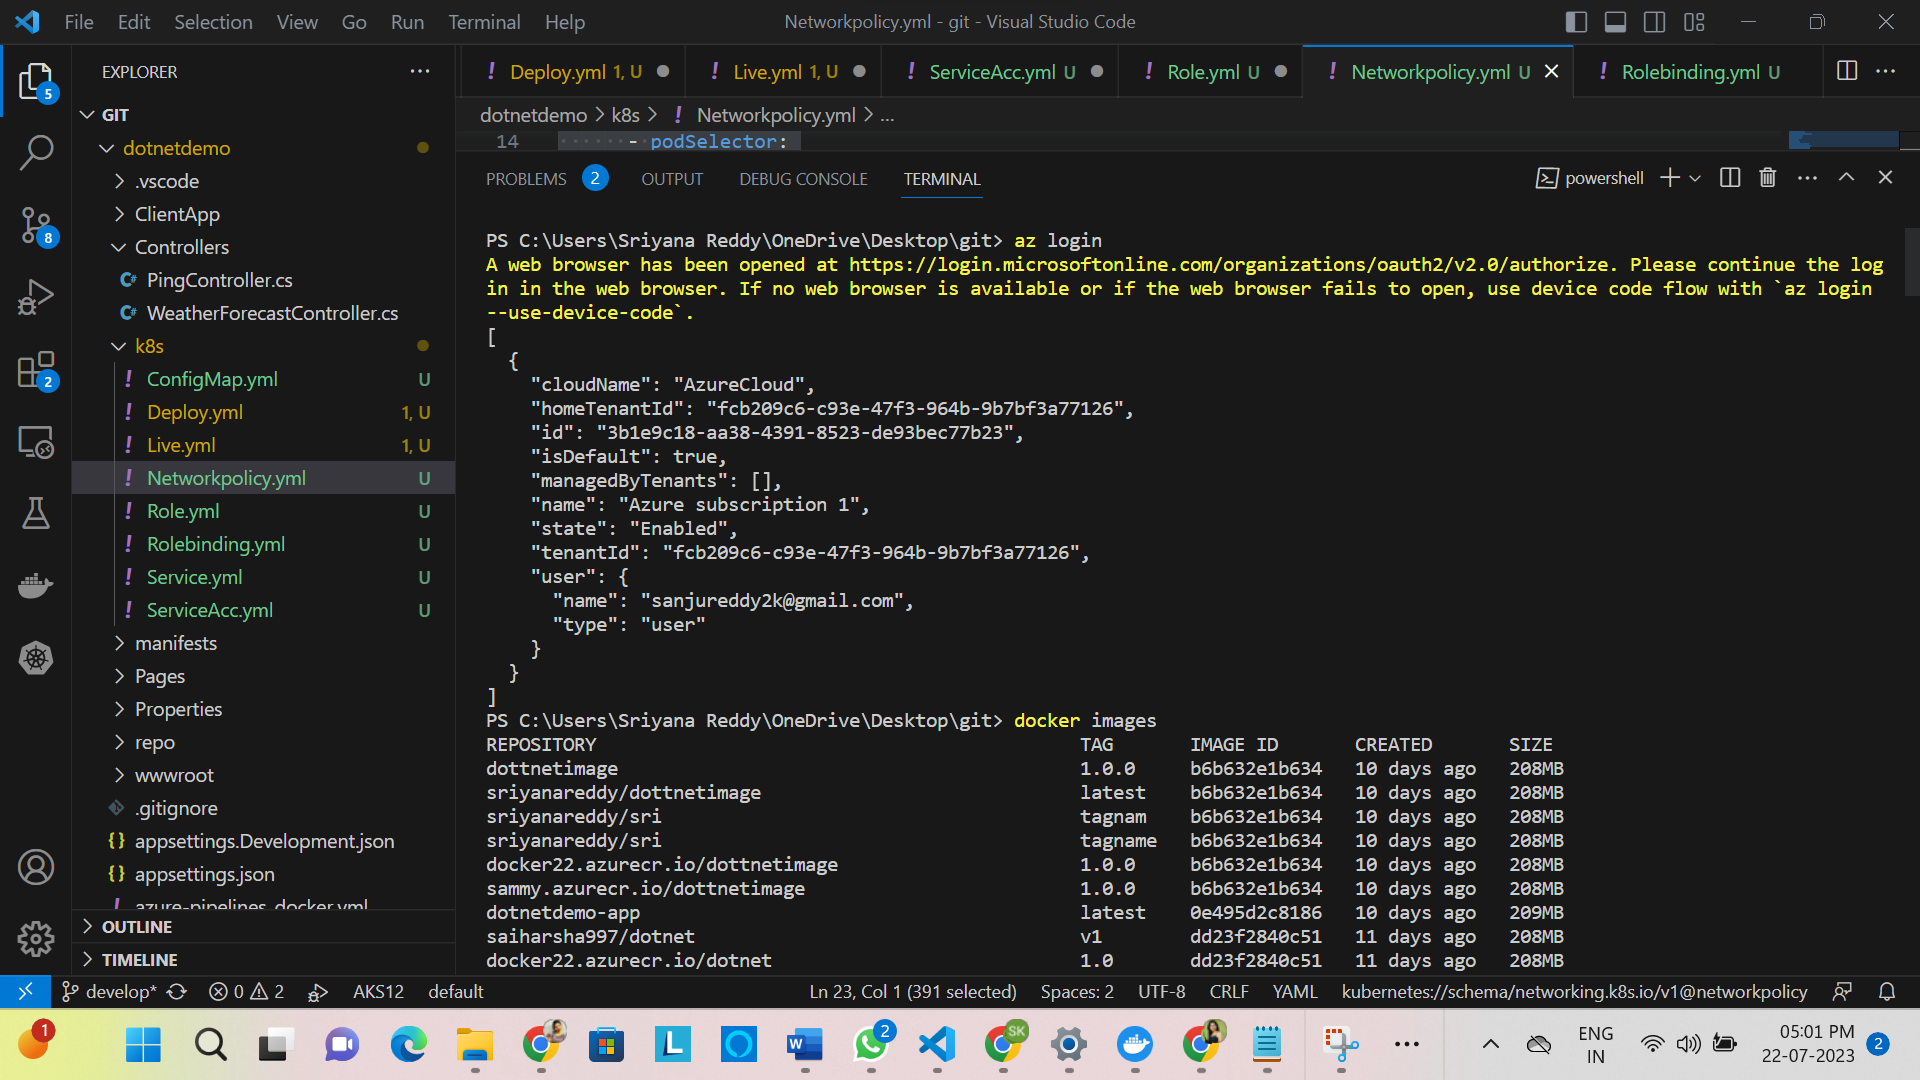 File Edit Selection View Go Run Terminal Help
Networkpolicy.yml - git - Visual Studio Code
EXPLORER
GIT
dotnetdemo
.vscode
ClientApp
Controllers
C# PingController.cs
C# WeatherForecastController.cs
k8s
! ConfigMap.yml U
! Deploy.yml 1, U
! Live.yml 1, U
! Networkpolicy.yml U
! Role.yml U
! Rolebinding.yml U
! Service.yml U
! ServiceAcc.yml U
manifests
Pages
Properties
repo
wwwroot
.gitignore
{} appsettings.Development.json
{} appsettings.json
! azure-pipelines_docker.yml
OUTLINE
TIMELINE
5
8
2
! Deploy.yml 1, U ! Live.yml 1, U ! ServiceAcc.yml U ! Role.yml U ! Networkpolicy.yml U ! Rolebinding.yml U
dotnetdemo > k8s > ! Networkpolicy.yml > ...
14 - podSelector:
PROBLEMS 2 OUTPUT DEBUG CONSOLE TERMINAL powershell
PS C:\Users\Sriyana Reddy\OneDrive\Desktop\git> az login
A web browser has been opened at https://login.microsoftonline.com/organizations/oauth2/v2.0/authorize. Please continue the log
in in the web browser. If no web browser is available or if the web browser fails to open, use device code flow with `az login
--use-device-code`.
[
{
"cloudName": "AzureCloud",
"homeTenantId": "fcb209c6-c93e-47f3-964b-9b7bf3a77126",
"id": "3b1e9c18-aa38-4391-8523-de93bec77b23",
"isDefault": true,
"managedByTenants": [],
"name": "Azure subscription 1",
"state": "Enabled",
"tenantId": "fcb209c6-c93e-47f3-964b-9b7bf3a77126",
"user": {
"name": "sanjureddy2k@gmail.com",
"type": "user"
}
}
]
PS C:\Users\Sriyana Reddy\OneDrive\Desktop\git> docker images
REPOSITORY TAG IMAGE ID CREATED SIZE
dottnetimage 1.0.0 b6b632e1b634 10 days ago 208MB
sriyanareddy/dottnetimage latest b6b632e1b634 10 days ago 208MB
sriyanareddy/sri tagnam b6b632e1b634 10 days ago 208MB
sriyanareddy/sri tagname b6b632e1b634 10 days ago 208MB
docker22.azurecr.io/dottnetimage 1.0.0 b6b632e1b634 10 days ago 208MB
sammy.azurecr.io/dottnetimage 1.0.0 b6b632e1b634 10 days ago 208MB
dotnetdemo-app latest 0e495d2c8186 10 days ago 209MB
saiharsha997/dotnet v1 dd23f2840c51 11 days ago 208MB
docker22.azurecr.io/dotnet 1.0 dd23f2840c51 11 days ago 208MB
develop* 0 2 AKS12 default Ln 23, Col 1 (391 selected) Spaces: 2 UTF-8 CRLF YAML kubernetes://schema/networking.k8s.io/v1@networkpolicy
1 L W 2 SK
ENG
IN
05:01 PM
22-07-2023
2